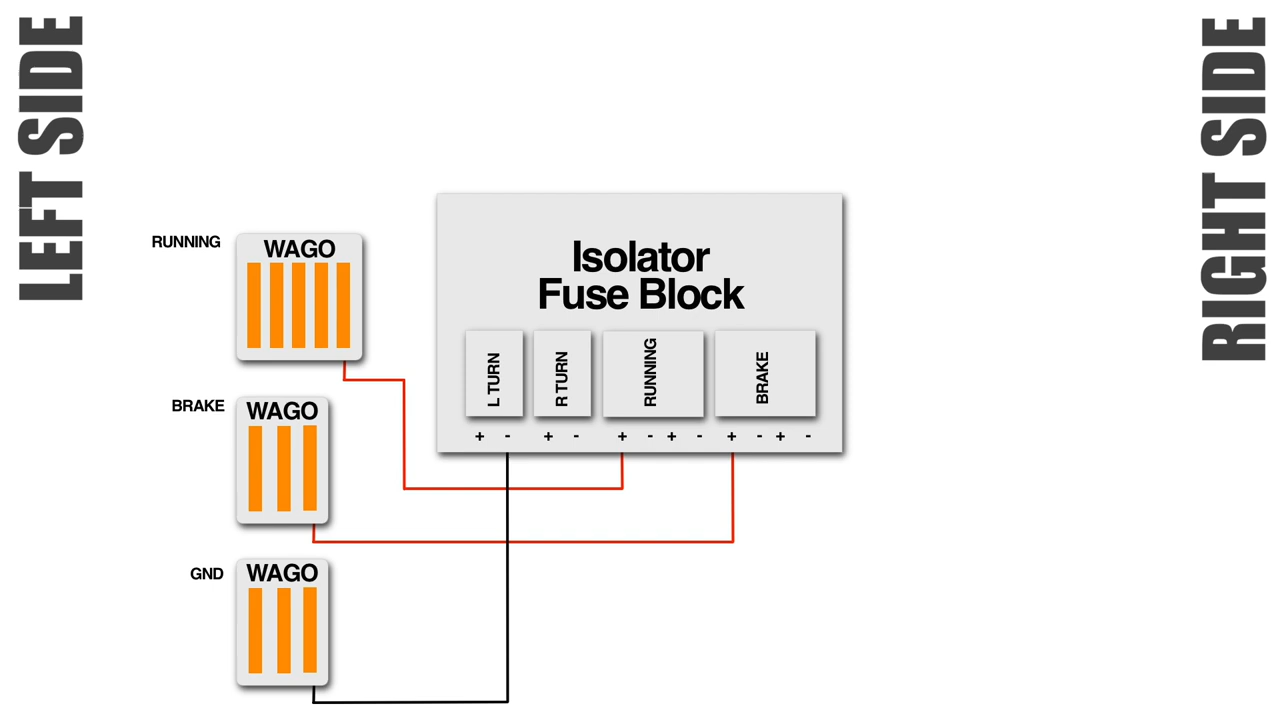 LEFT SIDE
RIGHT SIDE
RUNNING
WAGO
Isolator
Fuse Block
L TURN
R TURN
RUNNING
BRAKE
+ - + - + - + - + - + -
BRAKE
WAGO
GND
WAGO